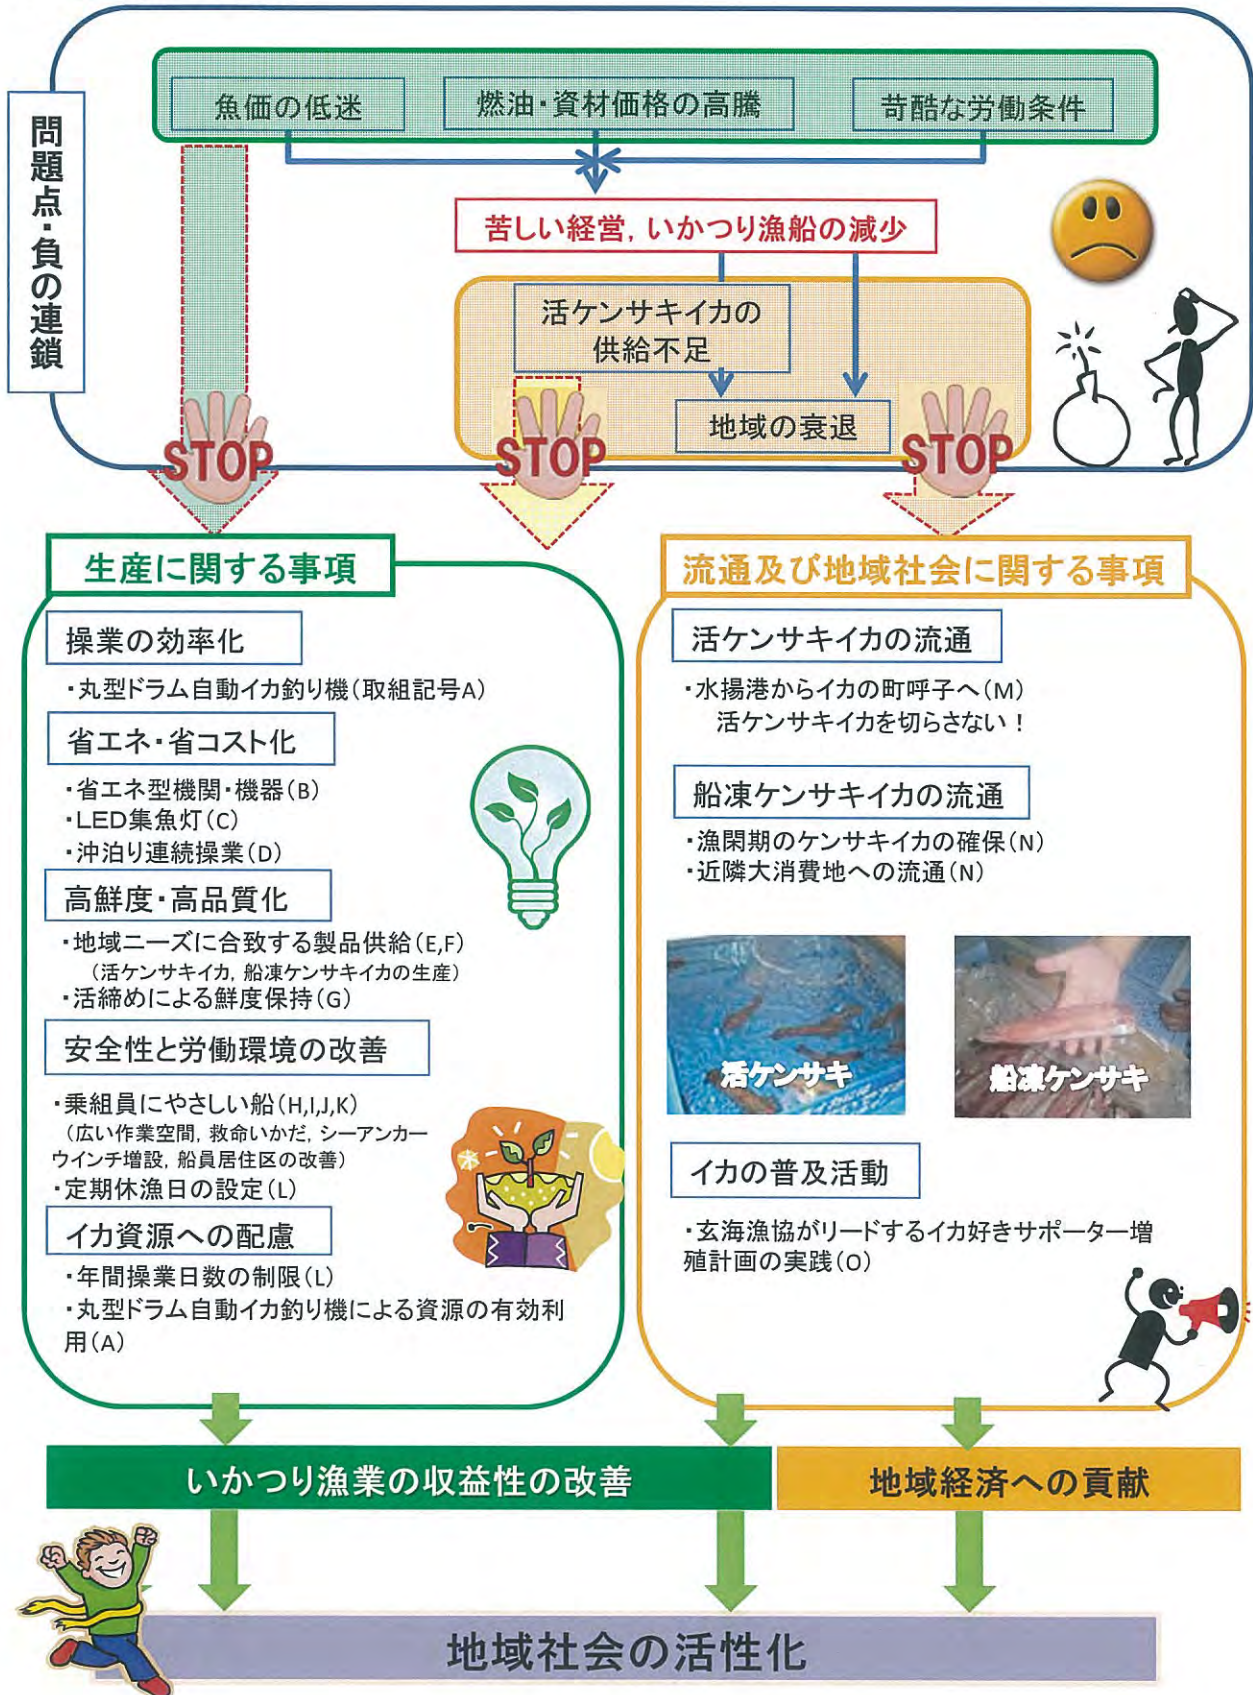 問題点・負の連鎖
魚価の低迷
燃油・資材価格の高騰
苛酷な労働条件
苦しい経営，いかつり漁船の減少
活ケンサキイカの
供給不足
地域の衰退
STOP
STOP
STOP
生産に関する事項
操業の効率化
・丸型ドラム自動イカ釣り機（取組記号A）
省エネ・省コスト化
・省エネ型機関・機器（B）
・LED集魚灯（C）
・沖泊り連続操業（D）
高鮮度・高品質化
・地域ニーズに合致する製品供給（E,F）
（活ケンサキイカ，船凍ケンサキイカの生産）
・活締めによる鮮度保持（G）
安全性と労働環境の改善
・乗組員にやさしい船（H,I,J,K）
（広い作業空間，救命いかだ，シーアンカー
ウインチ増設，船員居住区の改善）
・定期休漁日の設定（L）
イカ資源への配慮
・年間操業日数の制限（L）
・丸型ドラム自動イカ釣り機による資源の有効利
用（A）
流通及び地域社会に関する事項
活ケンサキイカの流通
・水揚港からイカの町呼子へ（M）
活ケンサキイカを切らさない！
船凍ケンサキイカの流通
・漁閑期のケンサキイカの確保（N）
・近隣大消費地への流通（N）
活ケンサキ
船凍ケンサキ
イカの普及活動
・玄海漁協がリードするイカ好きサポーター増
殖計画の実践（O）
いかつり漁業の収益性の改善
地域経済への貢献
地域社会の活性化